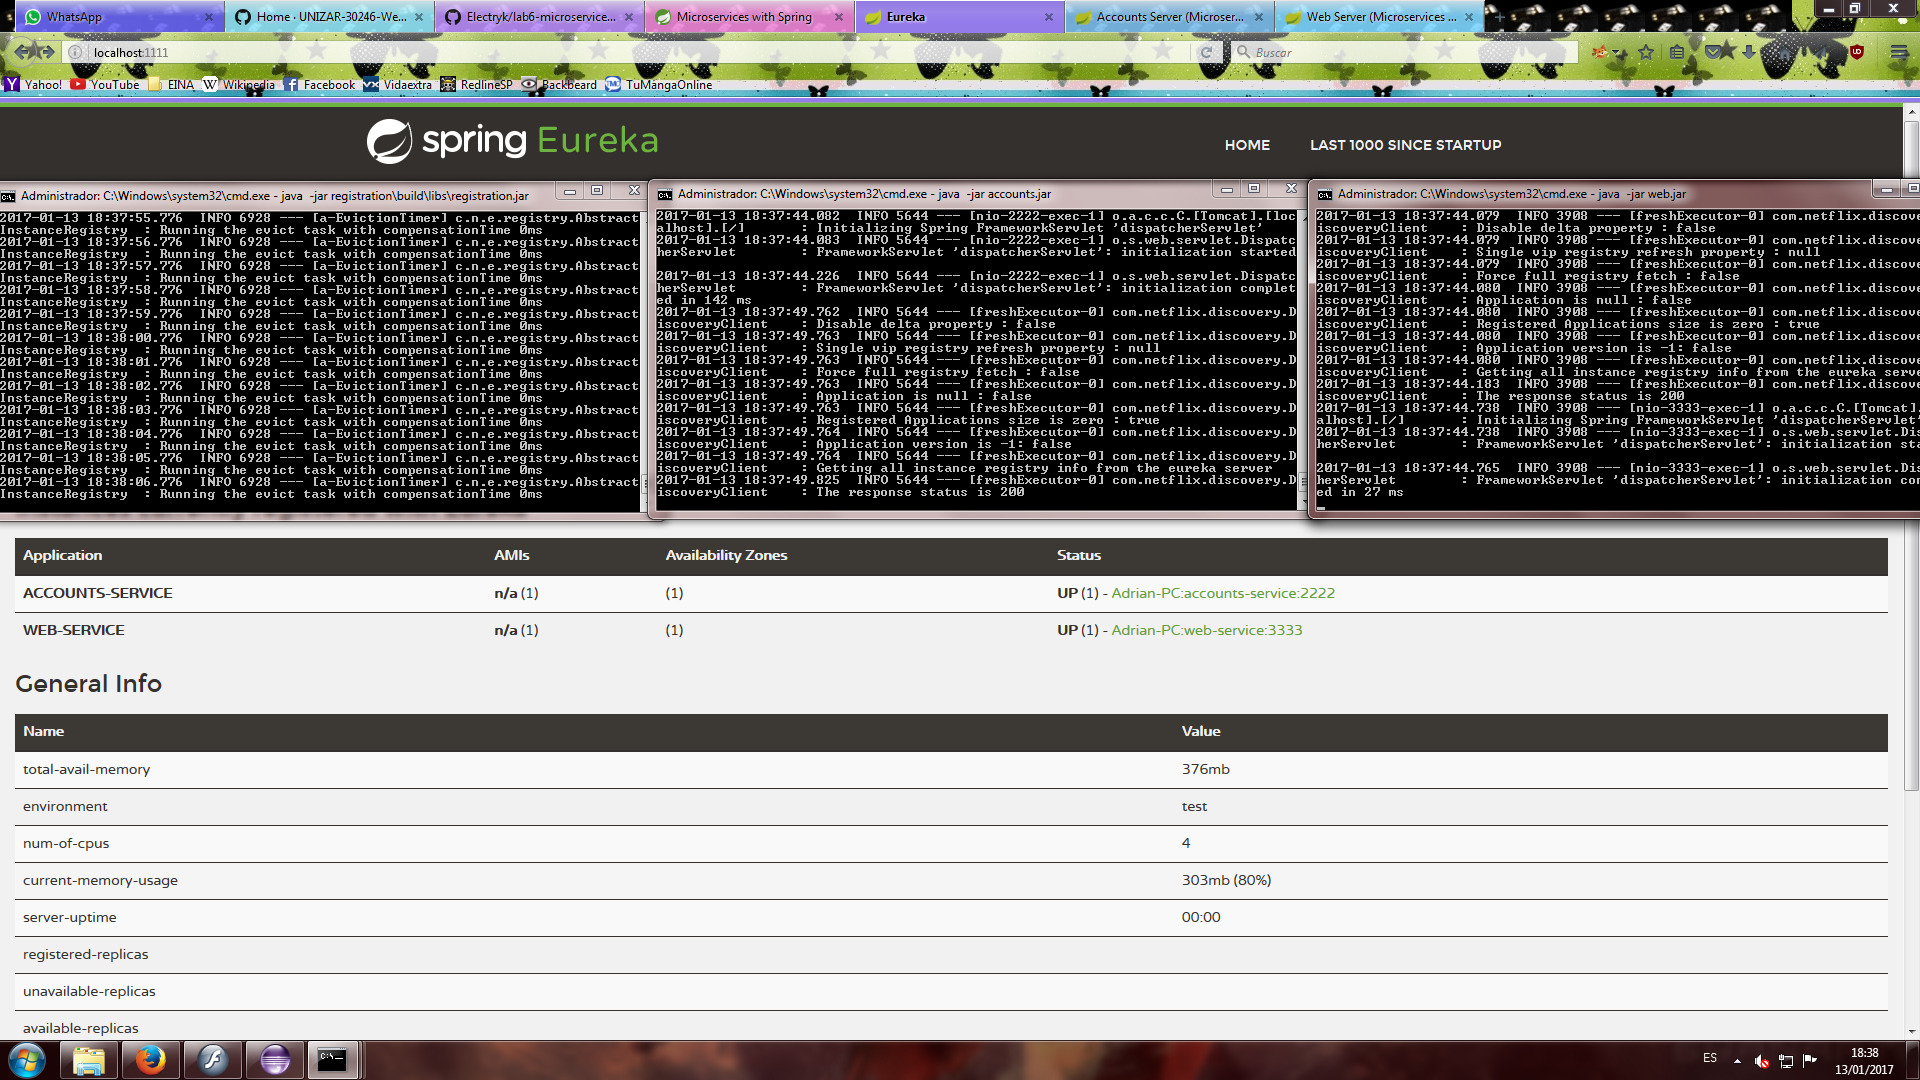 WhatsApp
Home · UNIZAR-30246-We...
Electryk/lab6-microservice...
Microservices with Spring
Eureka
Accounts Server (Microser...
Web Server (Microservices ...
localhost:1111
Buscar
Yahoo!
YouTube
EINA
Wikipedia
Facebook
Vidaextra
RedlineSP
Backbeard
TuMangaOnline
spring Eureka
HOME
LAST 1000 SINCE STARTUP
Administrador: C:\Windows\system32\cmd.exe - java -jar registration\build\libs\registration.jar
2017-01-13 18:37:55.776 INFO 6928 --- [a-EvictionTimer] c.n.e.registry.Abstract
InstanceRegistry : Running the evict task with compensationTime 0ms
2017-01-13 18:37:56.776 INFO 6928 --- [a-EvictionTimer] c.n.e.registry.Abstract
InstanceRegistry : Running the evict task with compensationTime 0ms
2017-01-13 18:37:57.776 INFO 6928 --- [a-EvictionTimer] c.n.e.registry.Abstract
InstanceRegistry : Running the evict task with compensationTime 0ms
2017-01-13 18:37:58.776 INFO 6928 --- [a-EvictionTimer] c.n.e.registry.Abstract
InstanceRegistry : Running the evict task with compensationTime 0ms
2017-01-13 18:37:59.776 INFO 6928 --- [a-EvictionTimer] c.n.e.registry.Abstract
InstanceRegistry : Running the evict task with compensationTime 0ms
2017-01-13 18:38:00.776 INFO 6928 --- [a-EvictionTimer] c.n.e.registry.Abstract
InstanceRegistry : Running the evict task with compensationTime 0ms
2017-01-13 18:38:01.776 INFO 6928 --- [a-EvictionTimer] c.n.e.registry.Abstract
InstanceRegistry : Running the evict task with compensationTime 0ms
2017-01-13 18:38:02.776 INFO 6928 --- [a-EvictionTimer] c.n.e.registry.Abstract
InstanceRegistry : Running the evict task with compensationTime 0ms
2017-01-13 18:38:03.776 INFO 6928 --- [a-EvictionTimer] c.n.e.registry.Abstract
InstanceRegistry : Running the evict task with compensationTime 0ms
2017-01-13 18:38:04.776 INFO 6928 --- [a-EvictionTimer] c.n.e.registry.Abstract
InstanceRegistry : Running the evict task with compensationTime 0ms
2017-01-13 18:38:05.776 INFO 6928 --- [a-EvictionTimer] c.n.e.registry.Abstract
InstanceRegistry : Running the evict task with compensationTime 0ms
2017-01-13 18:38:06.776 INFO 6928 --- [a-EvictionTimer] c.n.e.registry.Abstract
InstanceRegistry : Running the evict task with compensationTime 0ms
Administrador: C:\Windows\system32\cmd.exe - java -jar accounts.jar
2017-01-13 18:37:44.082 INFO 5644 --- [nio-2222-exec-1] o.a.c.c.C.[Tomcat].[loc
alhost].[/] : Initializing Spring FrameworkServlet 'dispatcherServlet'
2017-01-13 18:37:44.083 INFO 5644 --- [nio-2222-exec-1] o.s.web.servlet.Dispatc
herServlet : FrameworkServlet 'dispatcherServlet': initialization started
2017-01-13 18:37:44.226 INFO 5644 --- [nio-2222-exec-1] o.s.web.servlet.Dispatc
herServlet : FrameworkServlet 'dispatcherServlet': initialization complet
ed in 142 ms
2017-01-13 18:37:49.762 INFO 5644 --- [freshExecutor-0] com.netflix.discovery.D
iscoveryClient : Disable delta property : false
2017-01-13 18:37:49.763 INFO 5644 --- [freshExecutor-0] com.netflix.discovery.D
iscoveryClient : Single vip registry refresh property : null
2017-01-13 18:37:49.763 INFO 5644 --- [freshExecutor-0] com.netflix.discovery.D
iscoveryClient : Force full registry fetch : false
2017-01-13 18:37:49.763 INFO 5644 --- [freshExecutor-0] com.netflix.discovery.D
iscoveryClient : Application is null : false
2017-01-13 18:37:49.763 INFO 5644 --- [freshExecutor-0] com.netflix.discovery.D
iscoveryClient : Registered Applications size is zero : true
2017-01-13 18:37:49.764 INFO 5644 --- [freshExecutor-0] com.netflix.discovery.D
iscoveryClient : Application version is -1: false
2017-01-13 18:37:49.764 INFO 5644 --- [freshExecutor-0] com.netflix.discovery.D
iscoveryClient : Getting all instance registry info from the eureka server
2017-01-13 18:37:49.825 INFO 5644 --- [freshExecutor-0] com.netflix.discovery.D
iscoveryClient : The response status is 200
Administrador: C:\Windows\system32\cmd.exe - java -jar web.jar
2017-01-13 18:37:44.079 INFO 3908 --- [freshExecutor-0] com.netflix.discove
iscoveryClient : Disable delta property : false
2017-01-13 18:37:44.079 INFO 3908 --- [freshExecutor-0] com.netflix.discove
iscoveryClient : Single vip registry refresh property : null
2017-01-13 18:37:44.079 INFO 3908 --- [freshExecutor-0] com.netflix.discove
iscoveryClient : Force full registry fetch : false
2017-01-13 18:37:44.080 INFO 3908 --- [freshExecutor-0] com.netflix.discove
iscoveryClient : Application is null : false
2017-01-13 18:37:44.080 INFO 3908 --- [freshExecutor-0] com.netflix.discove
iscoveryClient : Registered Applications size is zero : true
2017-01-13 18:37:44.080 INFO 3908 --- [freshExecutor-0] com.netflix.discove
iscoveryClient : Application version is -1: false
2017-01-13 18:37:44.080 INFO 3908 --- [freshExecutor-0] com.netflix.discove
iscoveryClient : Getting all instance registry info from the eureka serve
2017-01-13 18:37:44.183 INFO 3908 --- [freshExecutor-0] com.netflix.discove
iscoveryClient : The response status is 200
2017-01-13 18:37:44.738 INFO 3908 --- [nio-3333-exec-1] o.a.c.c.C.[Tomcat].
alhost].[/] : Initializing Spring FrameworkServlet 'dispatcherServlet'
2017-01-13 18:37:44.738 INFO 3908 --- [nio-3333-exec-1] o.s.web.servlet.Dis
herServlet : FrameworkServlet 'dispatcherServlet': initialization sta
2017-01-13 18:37:44.765 INFO 3908 --- [nio-3333-exec-1] o.s.web.servlet.Dis
herServlet : FrameworkServlet 'dispatcherServlet': initialization com
ed in 27 ms
Application AMIs Availability Zones Status
ACCOUNTS-SERVICE n/a (1) (1) UP (1) - Adrian-PC:accounts-service:2222
WEB-SERVICE n/a (1) (1) UP (1) - Adrian-PC:web-service:3333
General Info
Name Value
total-avail-memory 376mb
environment test
num-of-cpus 4
current-memory-usage 303mb (80%)
server-uptime 00:00
registered-replicas
unavailable-replicas
available-replicas
ES
18:38
13/01/2017